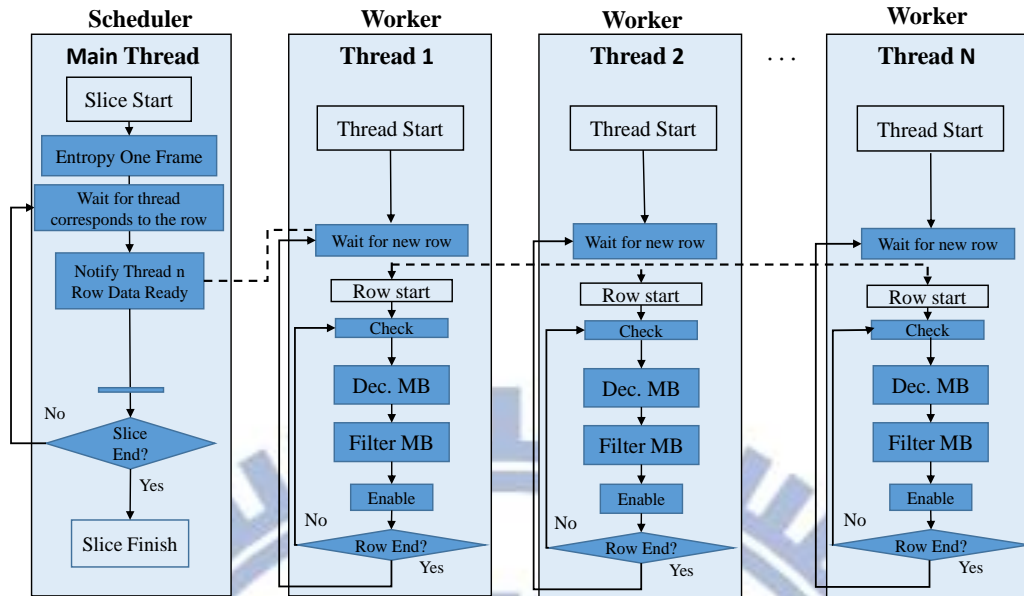 Scheduler
Main Thread
Slice Start
Entropy One Frame
Wait for thread
corresponds to the row
Notify Thread n
Row Data Ready
No
Slice
End?
Yes
Slice Finish
Worker
Thread 1
Thread Start
Wait for new row
Row start
Check
Dec. MB
Filter MB
Enable
No
Row End?
Yes
Worker
Thread 2
Thread Start
Wait for new row
Row start
Check
Dec. MB
Filter MB
Enable
No
Row End?
Yes
. . .
Worker
Thread N
Thread Start
Wait for new row
Row start
Check
Dec. MB
Filter MB
Enable
No
Row End?
Yes